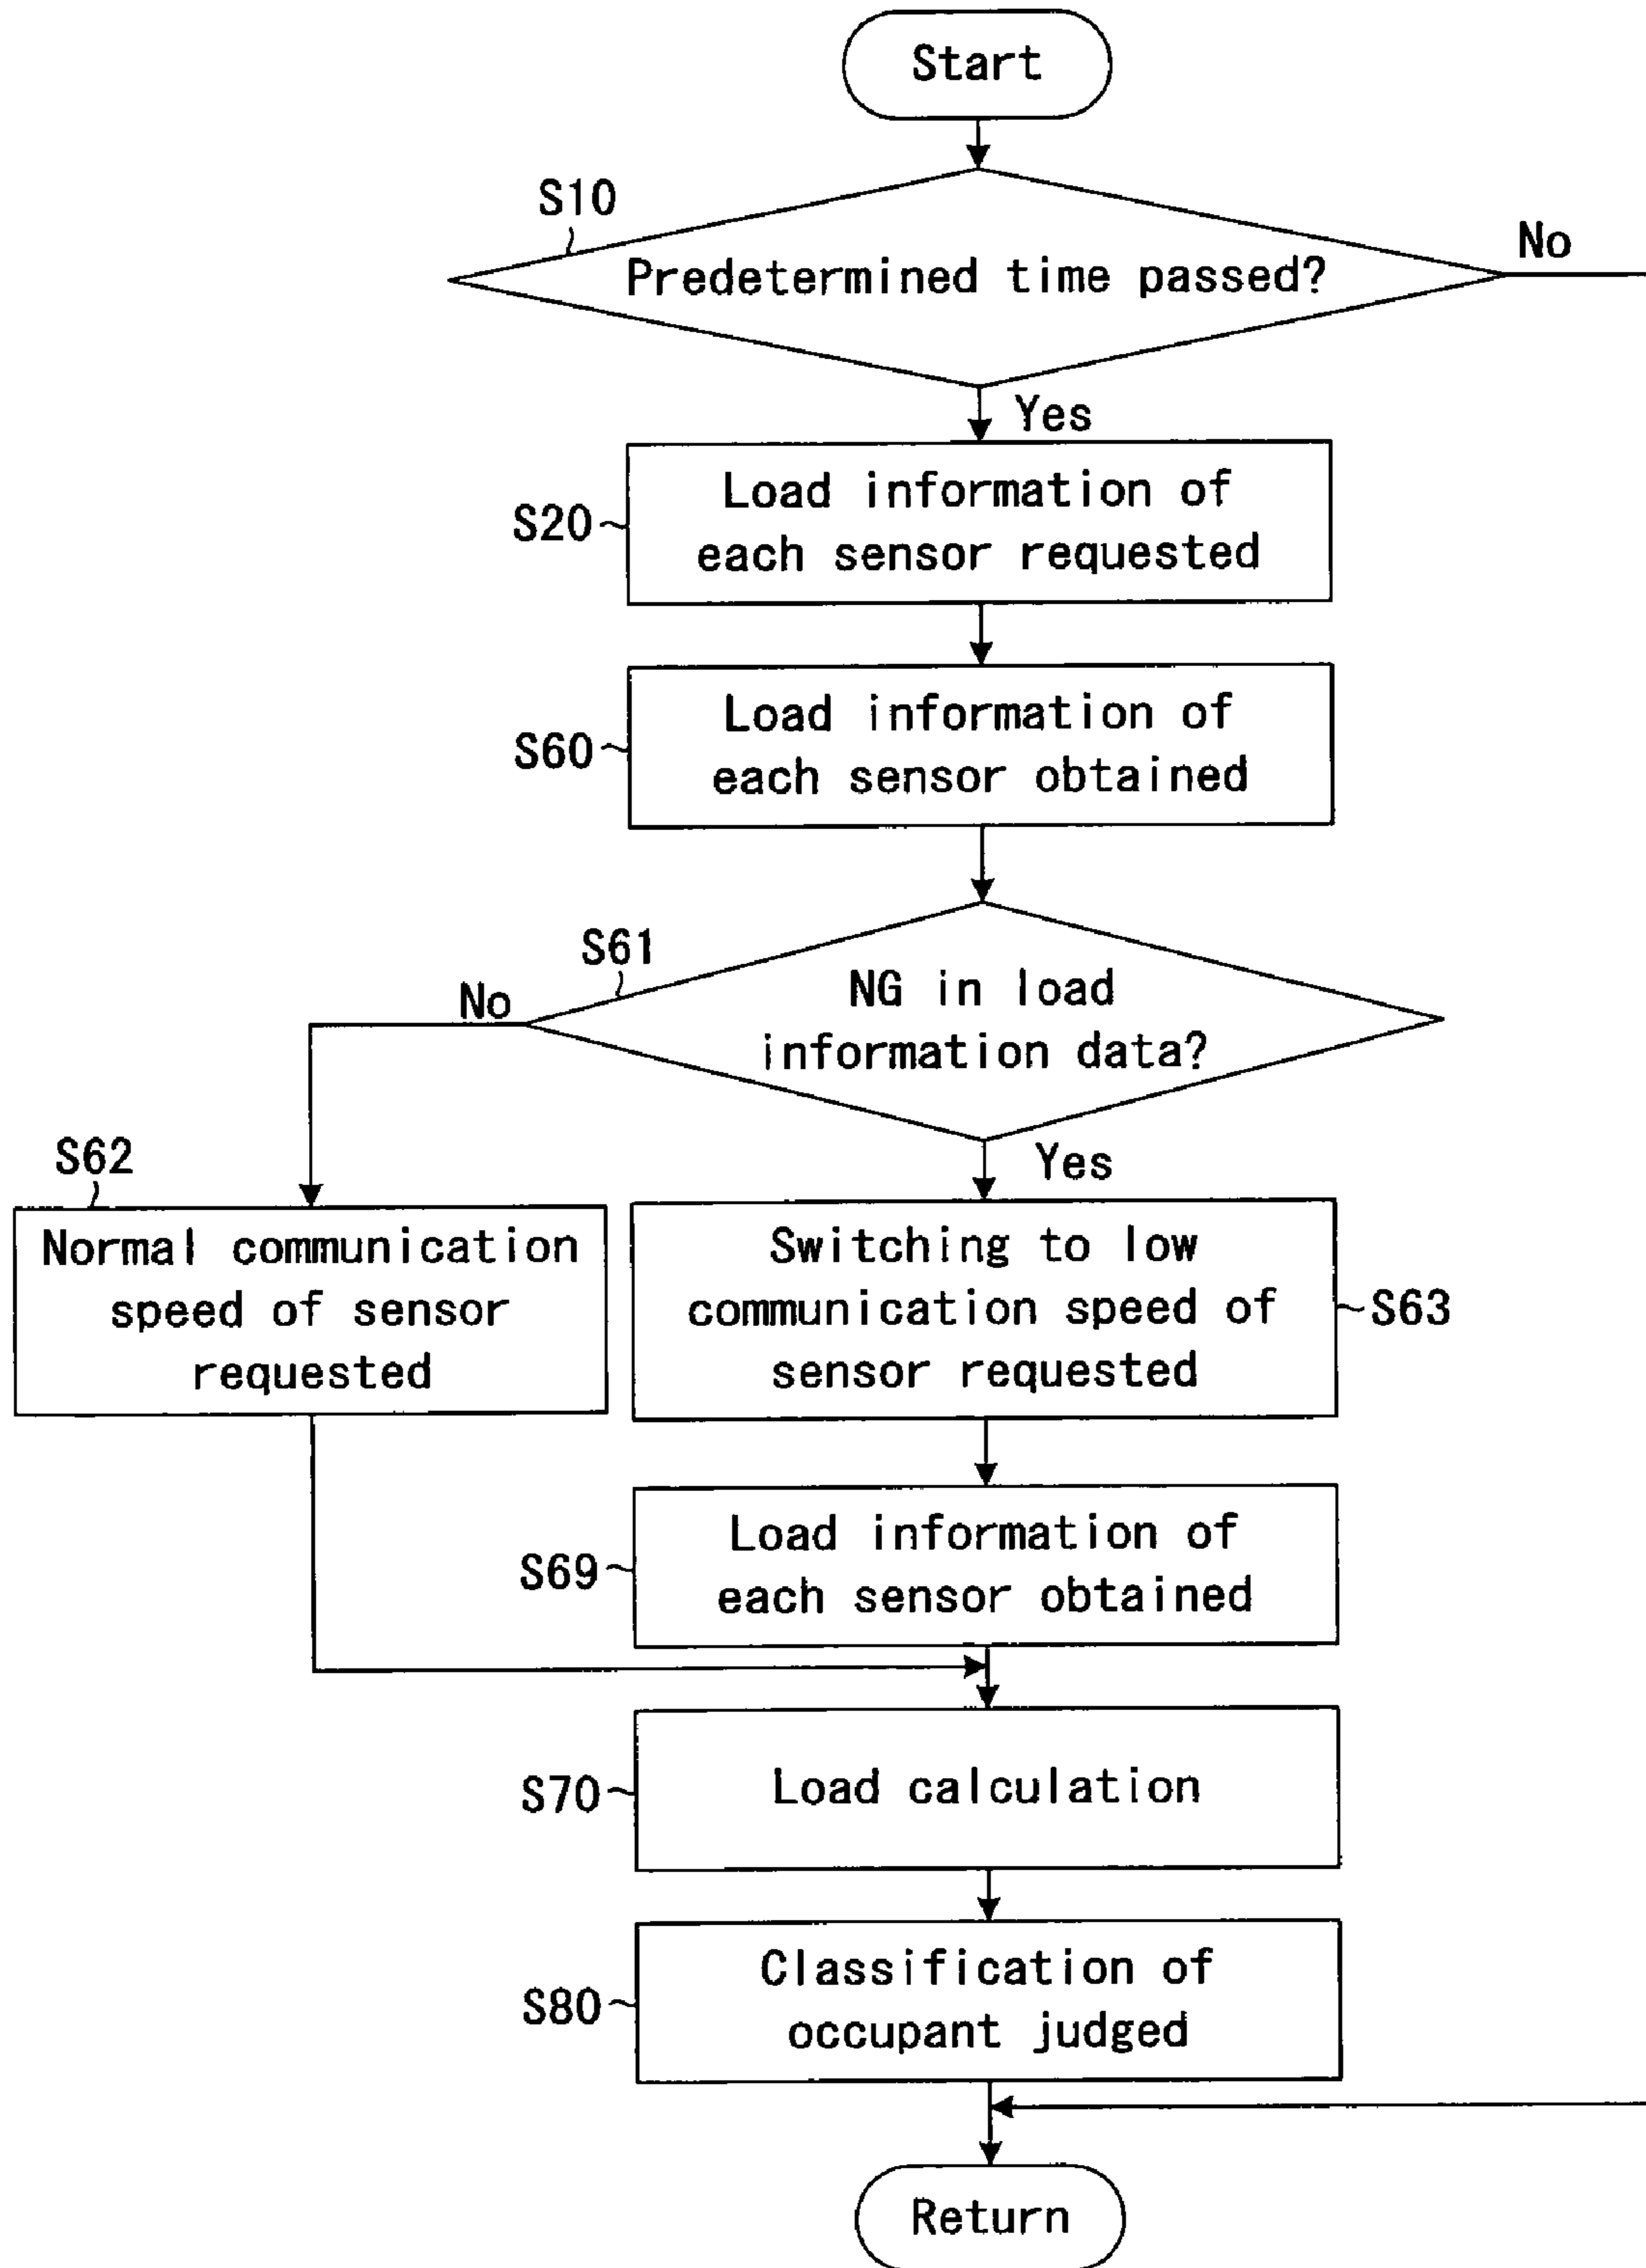 Start
S10
Predetermined time passed?
No
Yes
S20
Load information of
each sensor requested
S60
Load information of
each sensor obtained
S61
NG in load
information data?
No
Yes
S62
Normal communication
speed of sensor
requested
Switching to low
communication speed of
sensor requested
S63
S69
Load information of
each sensor obtained
S70
Load calculation
S80
Classification of
occupant judged
Return